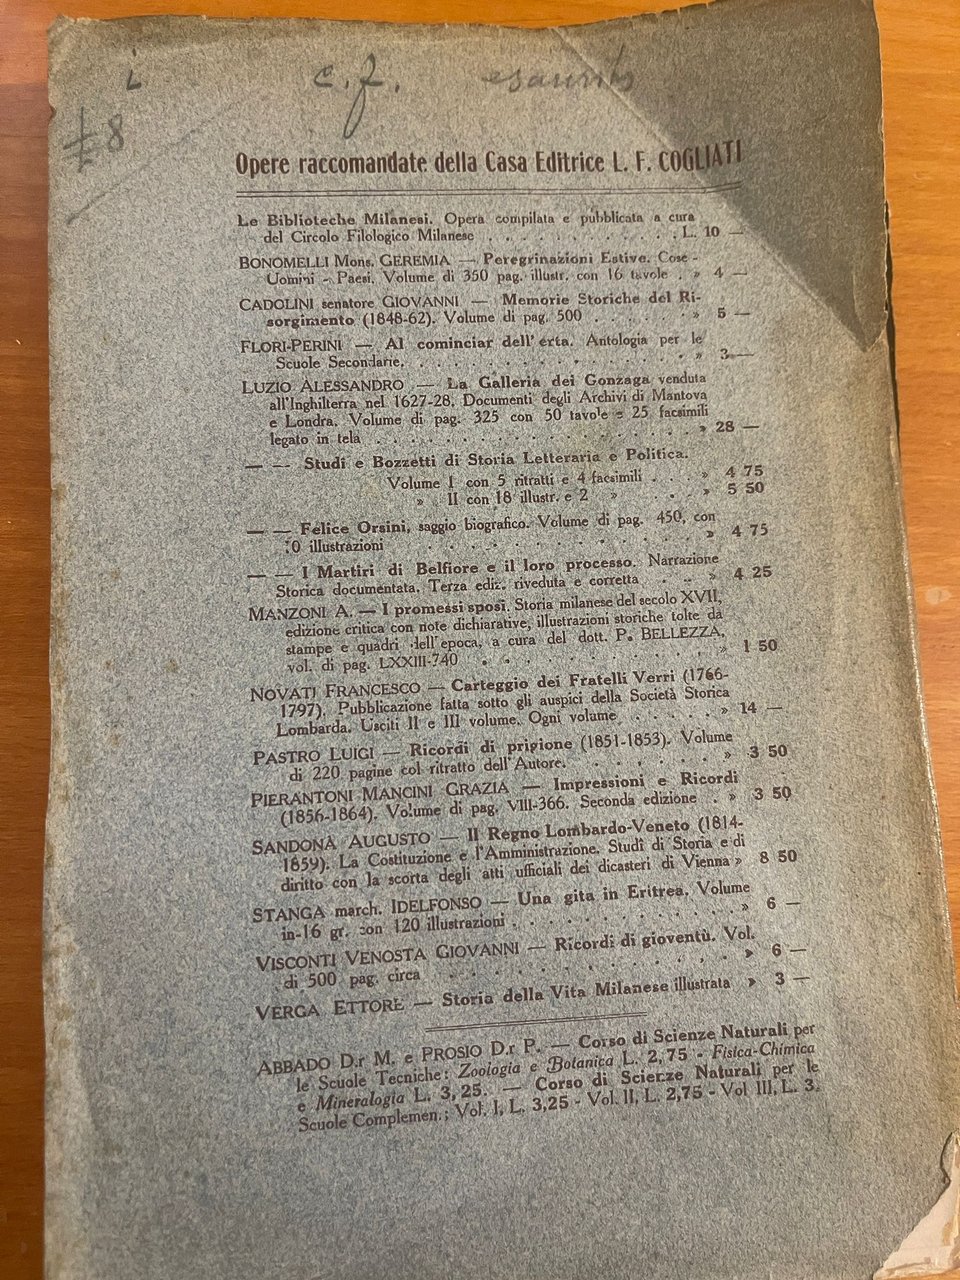 c. f. esaurito
£ 8
Opere raccomandate della Casa Editrice L. F. COGLIATI
Le Biblioteche Milanesi. Opera compilata e pubblicata a cura
del Circolo Filologico Milanese . . . . . . . . . . . . L. 10 —
BONOMELLI Mons. GEREMIA — Peregrinazioni Estive. Cose -
Uomini - Paesi. Volume di 350 pag. illustr. con 16 tavole . » 4 —
CADOLINI senatore GIOVANNI — Memorie Storiche del Ri-
sorgimento (1848-62). Volume di pag. 500 . . . . . . » 5 —
FLORI-PERINI — Al cominciar dell'erta. Antologia per le
Scuole Secondarie. . . . . . . . . . . . . . . » 3 —
LUZIO ALESSANDRO — La Galleria dei Gonzaga venduta
all'Inghilterra nel 1627-28. Documenti degli Archivi di Mantova
e Londra. Volume di pag. 325 con 50 tavole e 25 facsimili
legato in tela . . . . . . . . . . . . . . . . » 28 —
— — Studî e Bozzetti di Storia Letteraria e Politica.
Volume I con 5 ritratti e 4 facsimili . . . » 4 75
» II con 18 illustr. e 2 » . . . » 5 50
— — Felice Orsini, saggio biografico. Volume di pag. 450, con
10 illustrazioni . . . . . . . . . . . . . » 4 75
— — I Martiri di Belfiore e il loro processo. Narrazione
Storica documentata. Terza ediz. riveduta e corretta . . . » 4 25
MANZONI A. — I promessi sposi. Storia milanese del secolo XVII,
edizione critica con note dichiarative, illustrazioni storiche tolte da
stampe e quadri dell'epoca, a cura del dott. P. BELLEZZA,
vol. di pag. LXXIII-740 . . . . . . . . . . . » 1 50
NOVATI FRANCESCO — Carteggio dei Fratelli Verri (1766-
1797). Pubblicazione fatta sotto gli auspici della Società Storica
Lombarda. Usciti II e III volume. Ogni volume . . . . . » 14 —
PASTRO LUIGI — Ricordi di prigione (1851-1853). Volume
di 220 pagine col ritratto dell'Autore. . . . . . . . » 3 50
PIERANTONI MANCINI GRAZIA — Impressioni e Ricordi
(1856-1864). Volume di pag. VIII-366. Seconda edizione . » 3 50
SANDONÀ AUGUSTO — Il Regno Lombardo-Veneto (1814-
1859). La Costituzione e l'Amministrazione. Studî di Storia e di
diritto con la scorta degli atti ufficiali dei dicasteri di Vienna » 8 50
STANGA march. IDELFONSO — Una gita in Eritrea. Volume
in-16 gr. con 120 illustrazioni . . . . . . . . . . » 6 —
VISCONTI VENOSTA GIOVANNI — Ricordi di gioventù. Vol.
di 500 pag. circa . . . . . . . . . . . . . » 6 —
VERGA ETTORE — Storia della Vita Milanese illustrata » 3 —
ABBADO D.r M. e PROSIO D.r P. — Corso di Scienze Naturali per
le Scuole Tecniche: Zoologia e Botanica L. 2,75 - Fisica-Chimica
e Mineralogia L. 3,25. — Corso di Scienze Naturali per le
Scuole Complemen.; Vol. I, L. 3,25 - Vol. II, L. 2,75 - Vol III, L. 3.